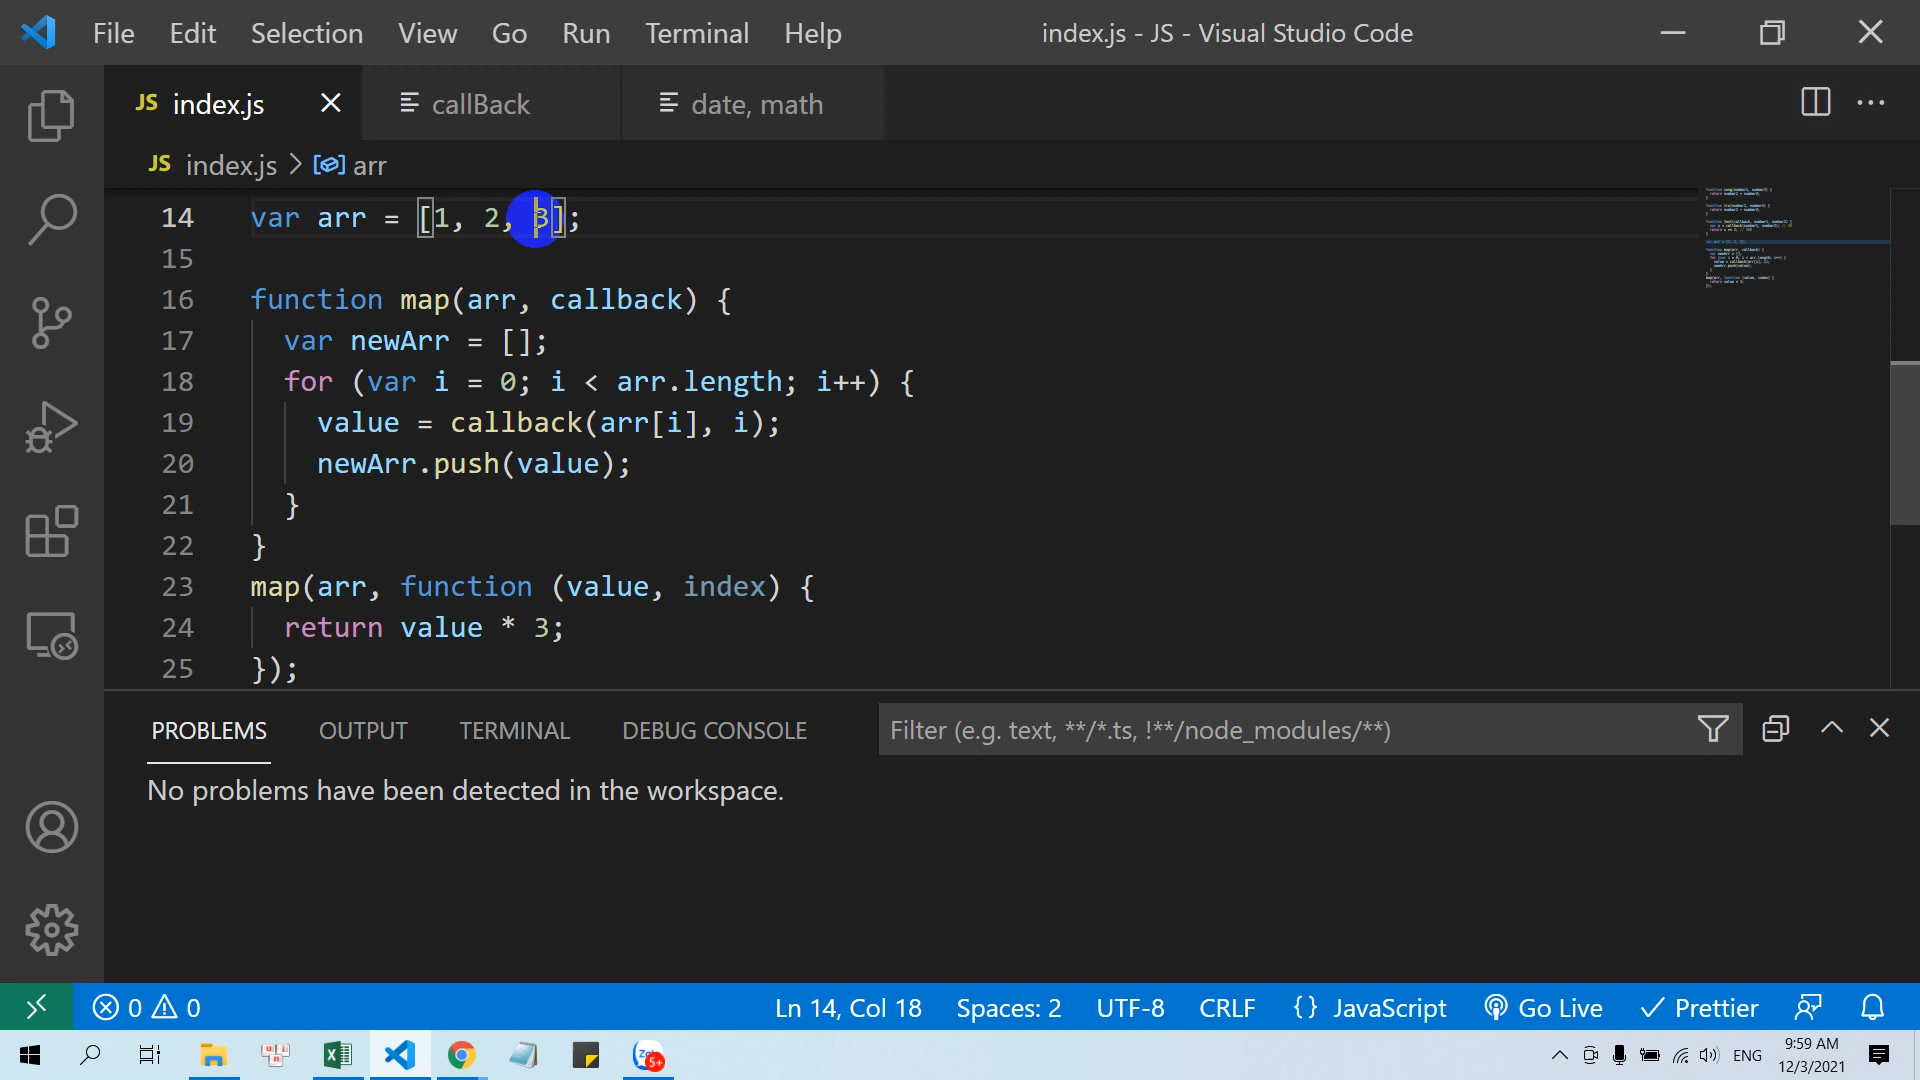 File Edit Selection View Go Run Terminal Help index.js - JS - Visual Studio Code
JS index.js callBack date, math
JS index.js > arr
14 var arr = [1, 2, 3];
15
16 function map(arr, callback) {
17 var newArr = [];
18 for (var i = 0; i < arr.length; i++) {
19 value = callback(arr[i], i);
20 newArr.push(value);
21 }
22 }
23 map(arr, function (value, index) {
24 return value * 3;
25 });
PROBLEMS OUTPUT TERMINAL DEBUG CONSOLE Filter (e.g. text, **/*.ts, !**/node_modules/**)
No problems have been detected in the workspace.
0 0 Ln 14, Col 18 Spaces: 2 UTF-8 CRLF {} JavaScript Go Live Prettier
5+ ENG 9:59 AM
12/3/2021